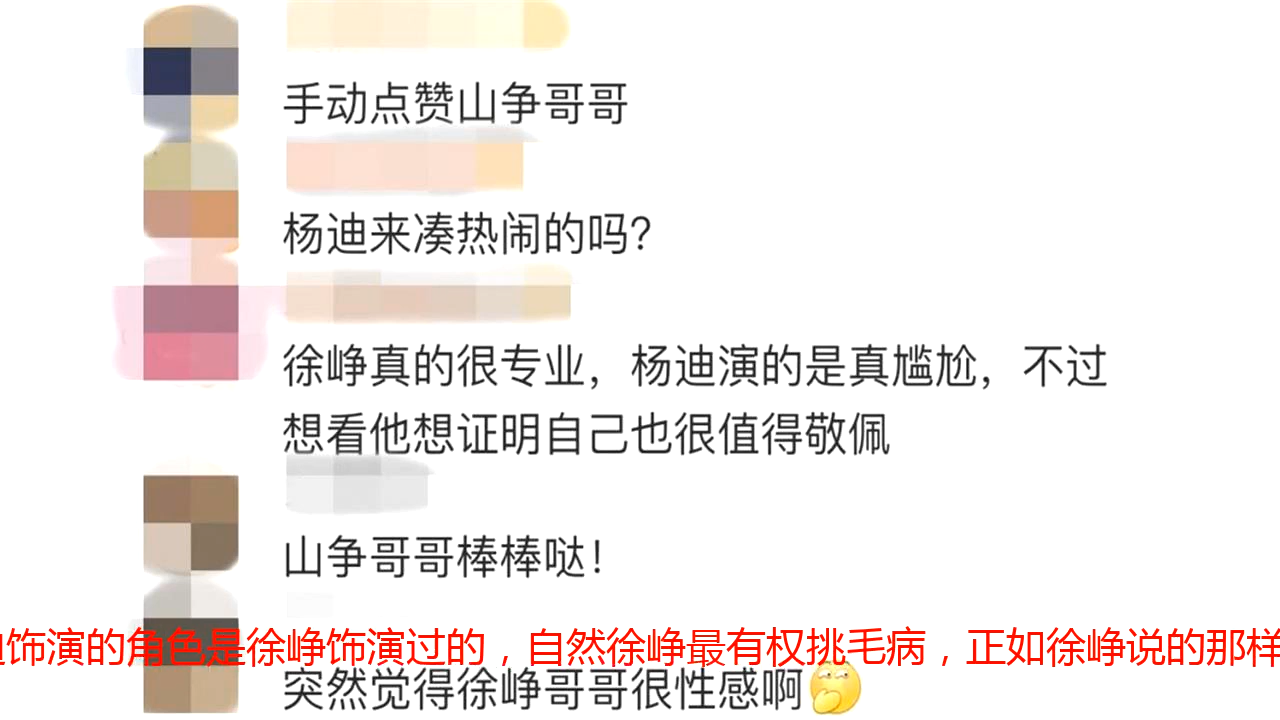 手动点赞山争哥哥
杨迪来凑热闹的吗?
徐峥真的很专业，杨迪演的是真尴尬，不过
想看他想证明自己也很值得敬佩
山争哥哥棒棒哒！
饰演的角色是徐峥饰演过的，自然徐峥最有权挑毛病，正如徐峥说的那样
突然觉得徐峥哥哥很性感啊